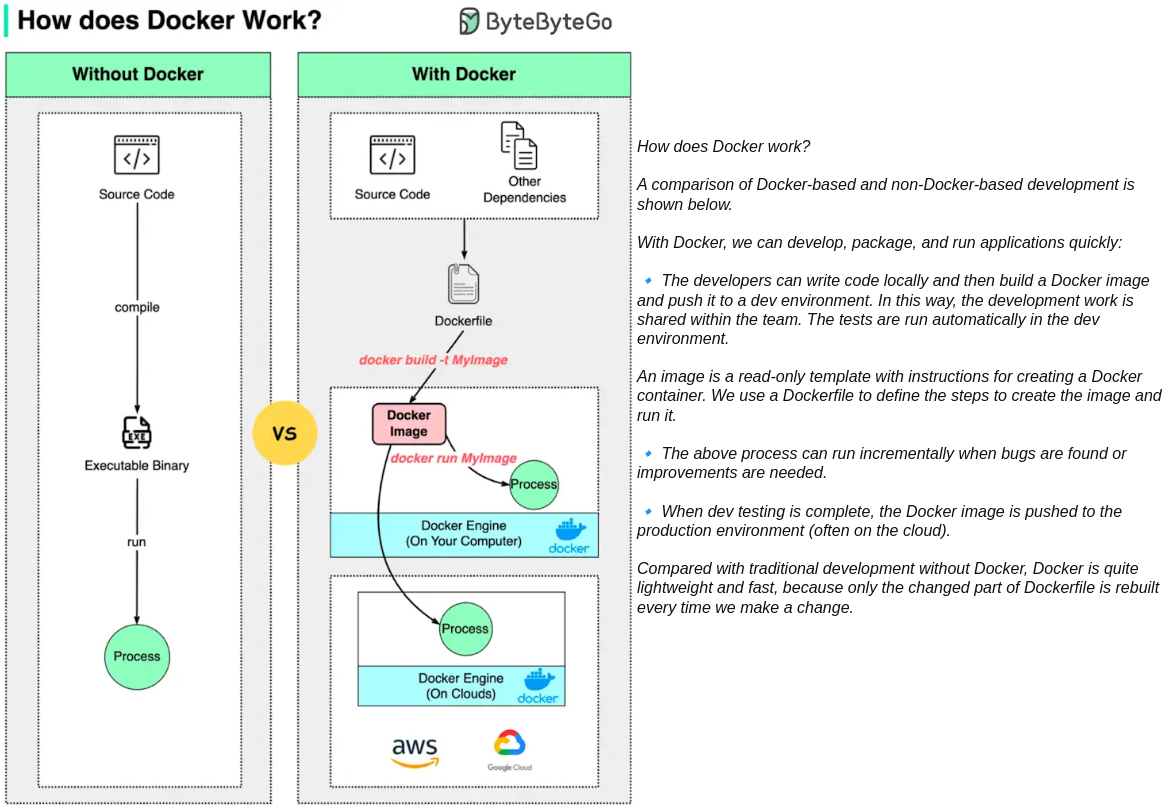 How does Docker Work?
ByteByteGo
Without Docker
Source Code
compile
EXE
Executable Binary
run
Process
vs
With Docker
Source Code
Other
Dependencies
Dockerfile
docker build -t MyImage
Docker
Image
docker run MyImage
Process
Docker Engine
(On Your Computer)
docker
Process
Docker Engine
(On Clouds)
docker
aws
Google Cloud
How does Docker work?
A comparison of Docker-based and non-Docker-based development is
shown below.
With Docker, we can develop, package, and run applications quickly:
🔹 The developers can write code locally and then build a Docker image
and push it to a dev environment. In this way, the development work is
shared within the team. The tests are run automatically in the dev
environment.
An image is a read-only template with instructions for creating a Docker
container. We use a Dockerfile to define the steps to create the image and
run it.
🔹 The above process can run incrementally when bugs are found or
improvements are needed.
🔹 When dev testing is complete, the Docker image is pushed to the
production environment (often on the cloud).
Compared with traditional development without Docker, Docker is quite
lightweight and fast, because only the changed part of Dockerfile is rebuilt
every time we make a change.